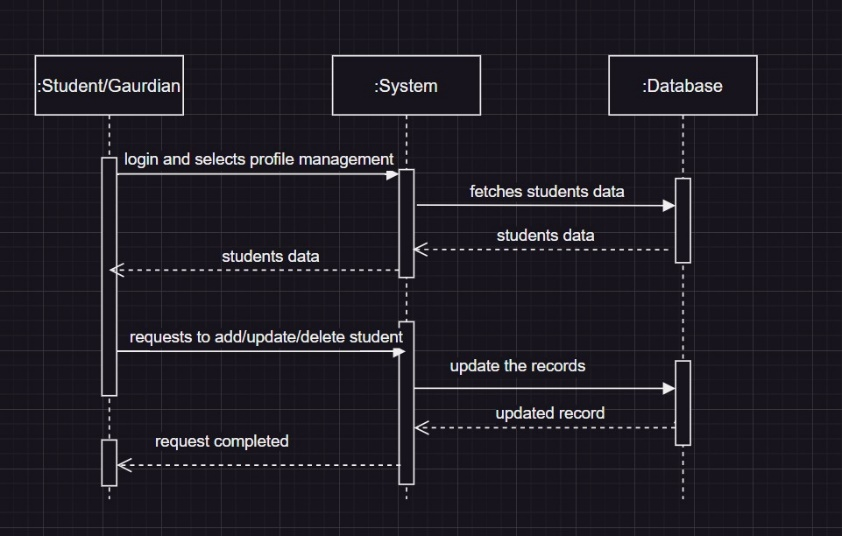 :Student/Gaurdian
:System
:Database
login and selects profile management
fetches students data
students data
students data
requests to add/update/delete student
update the records
updated record
request completed